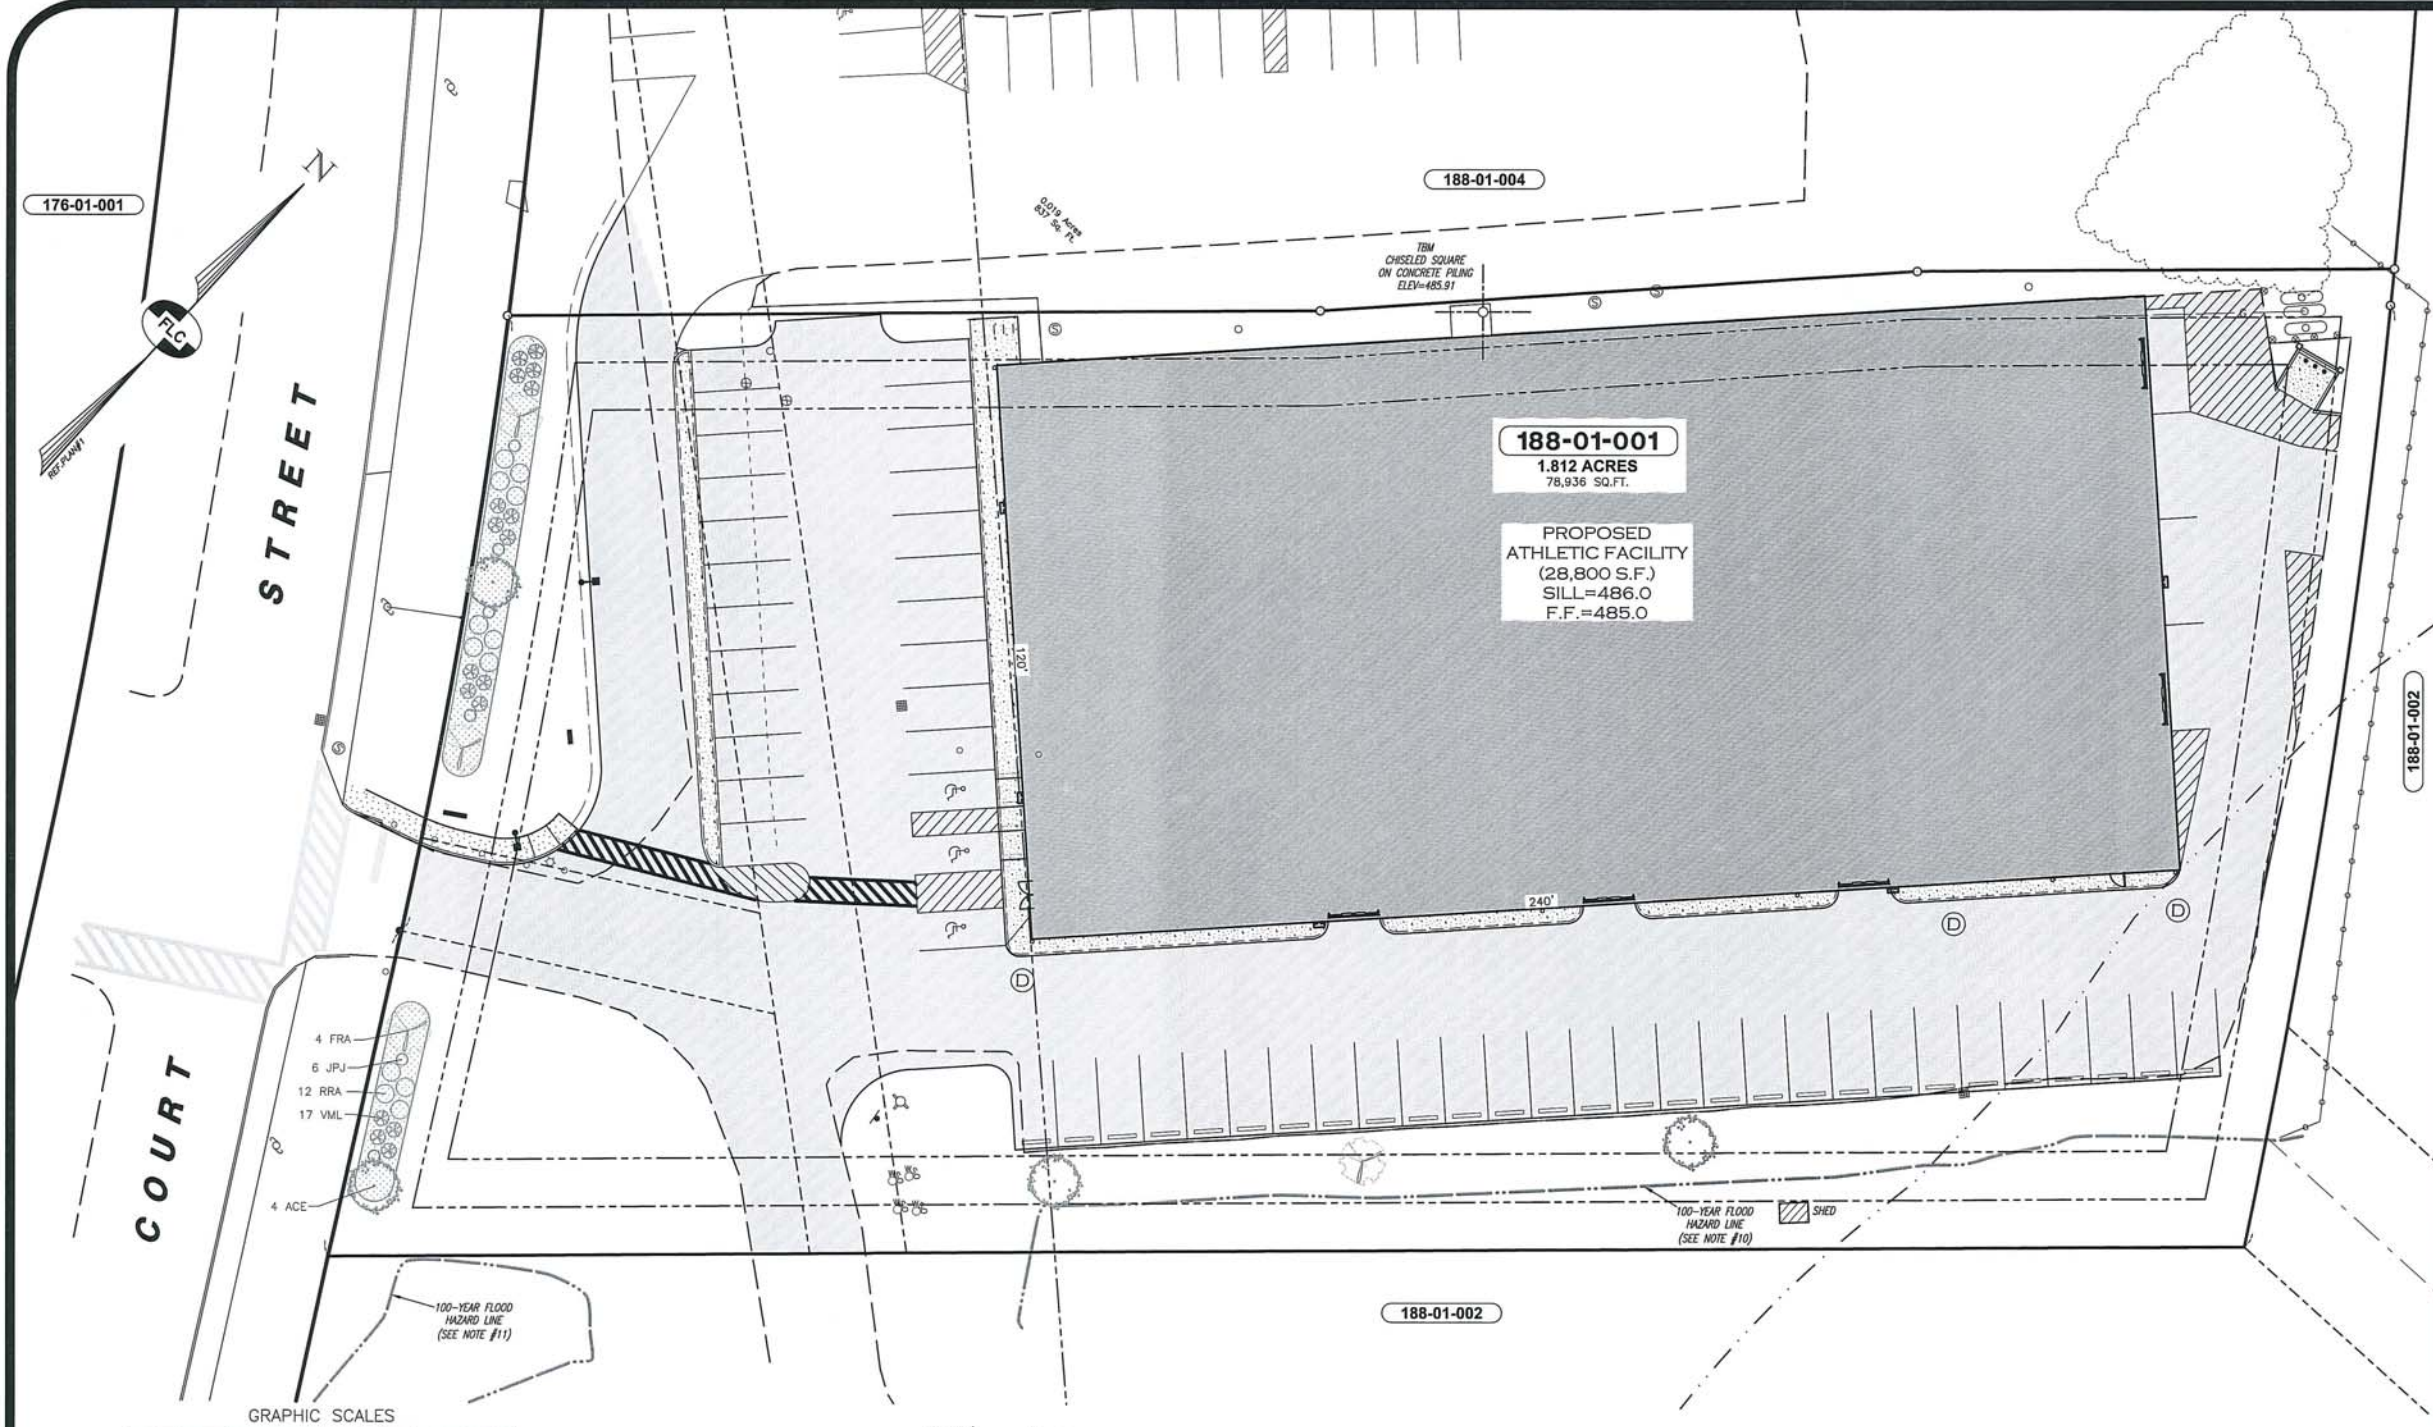 N
176-01-001
188-01-004
0.019 Acres
837 Sq. Ft.
TBM
CHISELED SQUARE
ON CONCRETE PILING
ELEV=485.91
FLC
REF.PLAN#1
188-01-001
1.812 ACRES
78,936 SQ.FT.
PROPOSED
ATHLETIC FACILITY
(28,800 S.F.)
SILL=486.0
F.F.=485.0
120'
240'
COURT STREET
188-01-002
S
S
S
S
D
D
D
4 FRA
6 JPJ
12 RRA
17 VML
4 ACE
100-YEAR FLOOD
HAZARD LINE
(SEE NOTE #10)
SHED
100-YEAR FLOOD
HAZARD LINE
(SEE NOTE #11)
188-01-002
GRAPHIC SCALES